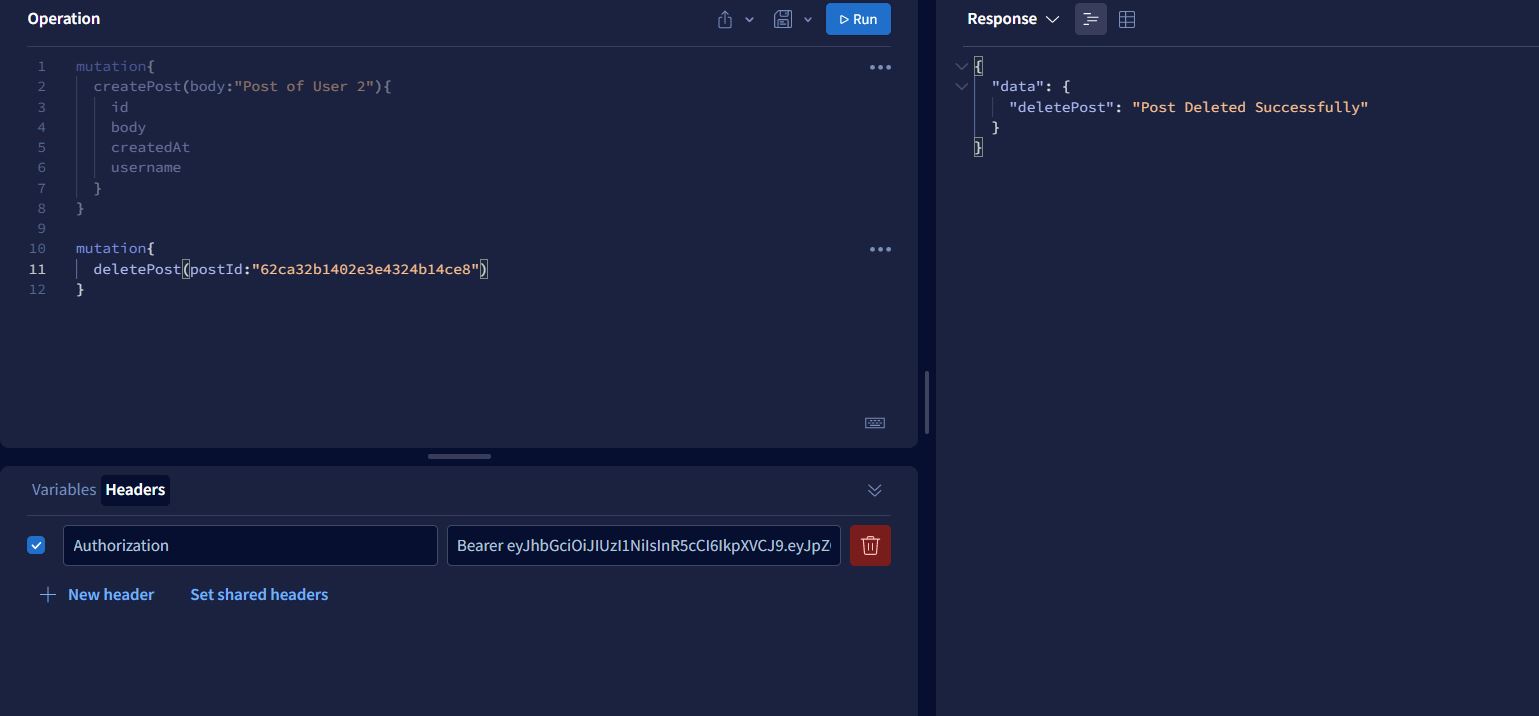 Operation
Run
1 mutation{
2 createPost(body:"Post of User 2"){
3 id
4 body
5 createdAt
6 username
7 }
8 }
9
10 mutation{
11 deletePost(postId:"62ca32b1402e3e4324b14ce8")
12 }
Variables Headers
Authorization Bearer eyJhbGciOiJIUzI1NiIsInR5cCI6IkpXVCJ9.eyJpZ
New header Set shared headers
Response
{
"data": {
"deletePost": "Post Deleted Successfully"
}
}